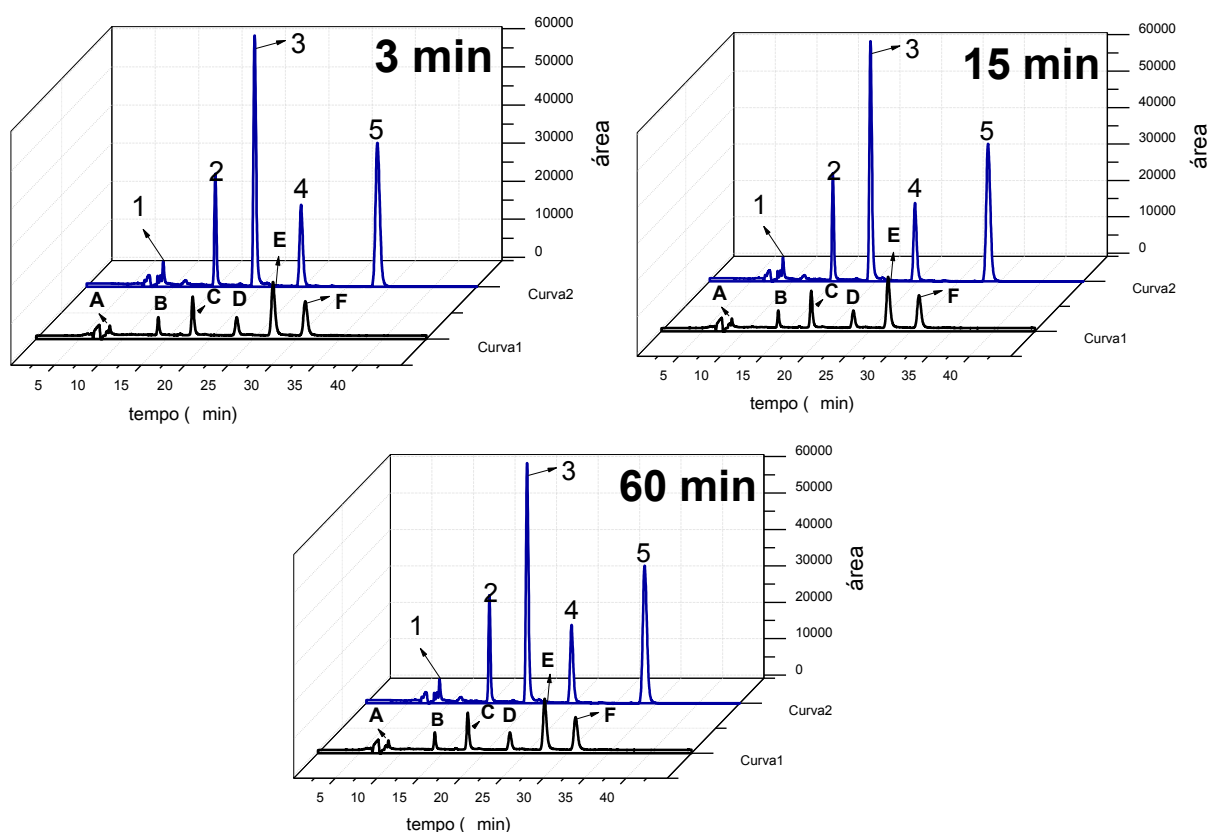 3 min
60000
50000
40000
30000
20000
10000
0
área
1
2
3
4
5
A
B
C
D
E
F
Curva2
Curva1
5 10 15 20 25 30 35 40
tempo ( min)
15 min
60000
50000
40000
30000
20000
10000
0
área
1
2
3
4
5
A
B
C
D
E
F
Curva2
Curva1
5 10 15 20 25 30 35 40
tempo ( min)
60 min
60000
50000
40000
30000
20000
10000
0
área
1
2
3
4
5
A
B
C
D
E
F
Curva2
Curva1
5 10 15 20 25 30 35 40
tempo ( min)